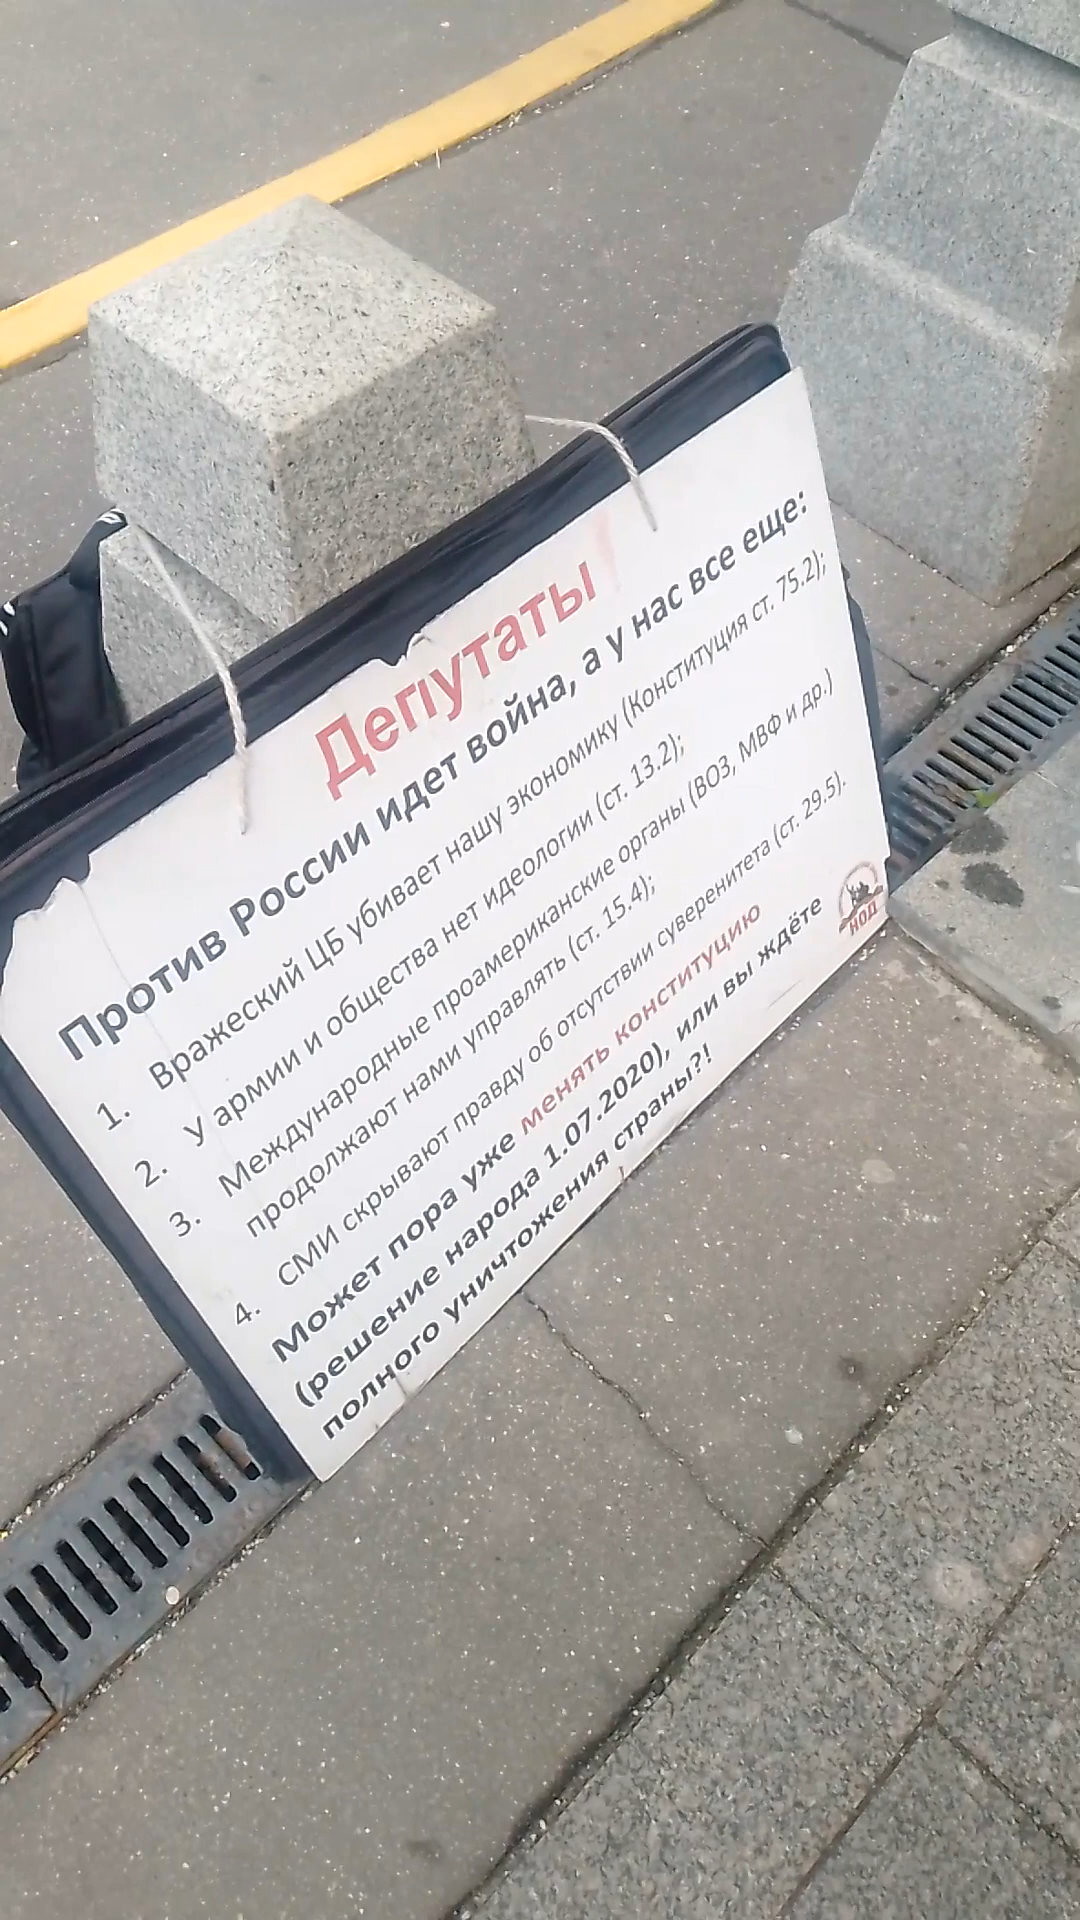 Депутаты!
Против России идет война, а у нас все еще:
1. Вражеский ЦБ убивает нашу экономику (Конституция ст. 75.2);
2. У армии и общества нет идеологии (ст. 13.2);
3. Международные проамериканские органы (ВОЗ, МВФ и др.)
продолжают нами управлять (ст. 15.4);
4. СМИ скрывают правду об отсутствии суверенитета (ст. 29.5).
Может пора уже менять конституцию
(решение народа 1.07.2020), или вы ждёте
полного уничтожения страны?!
НОД